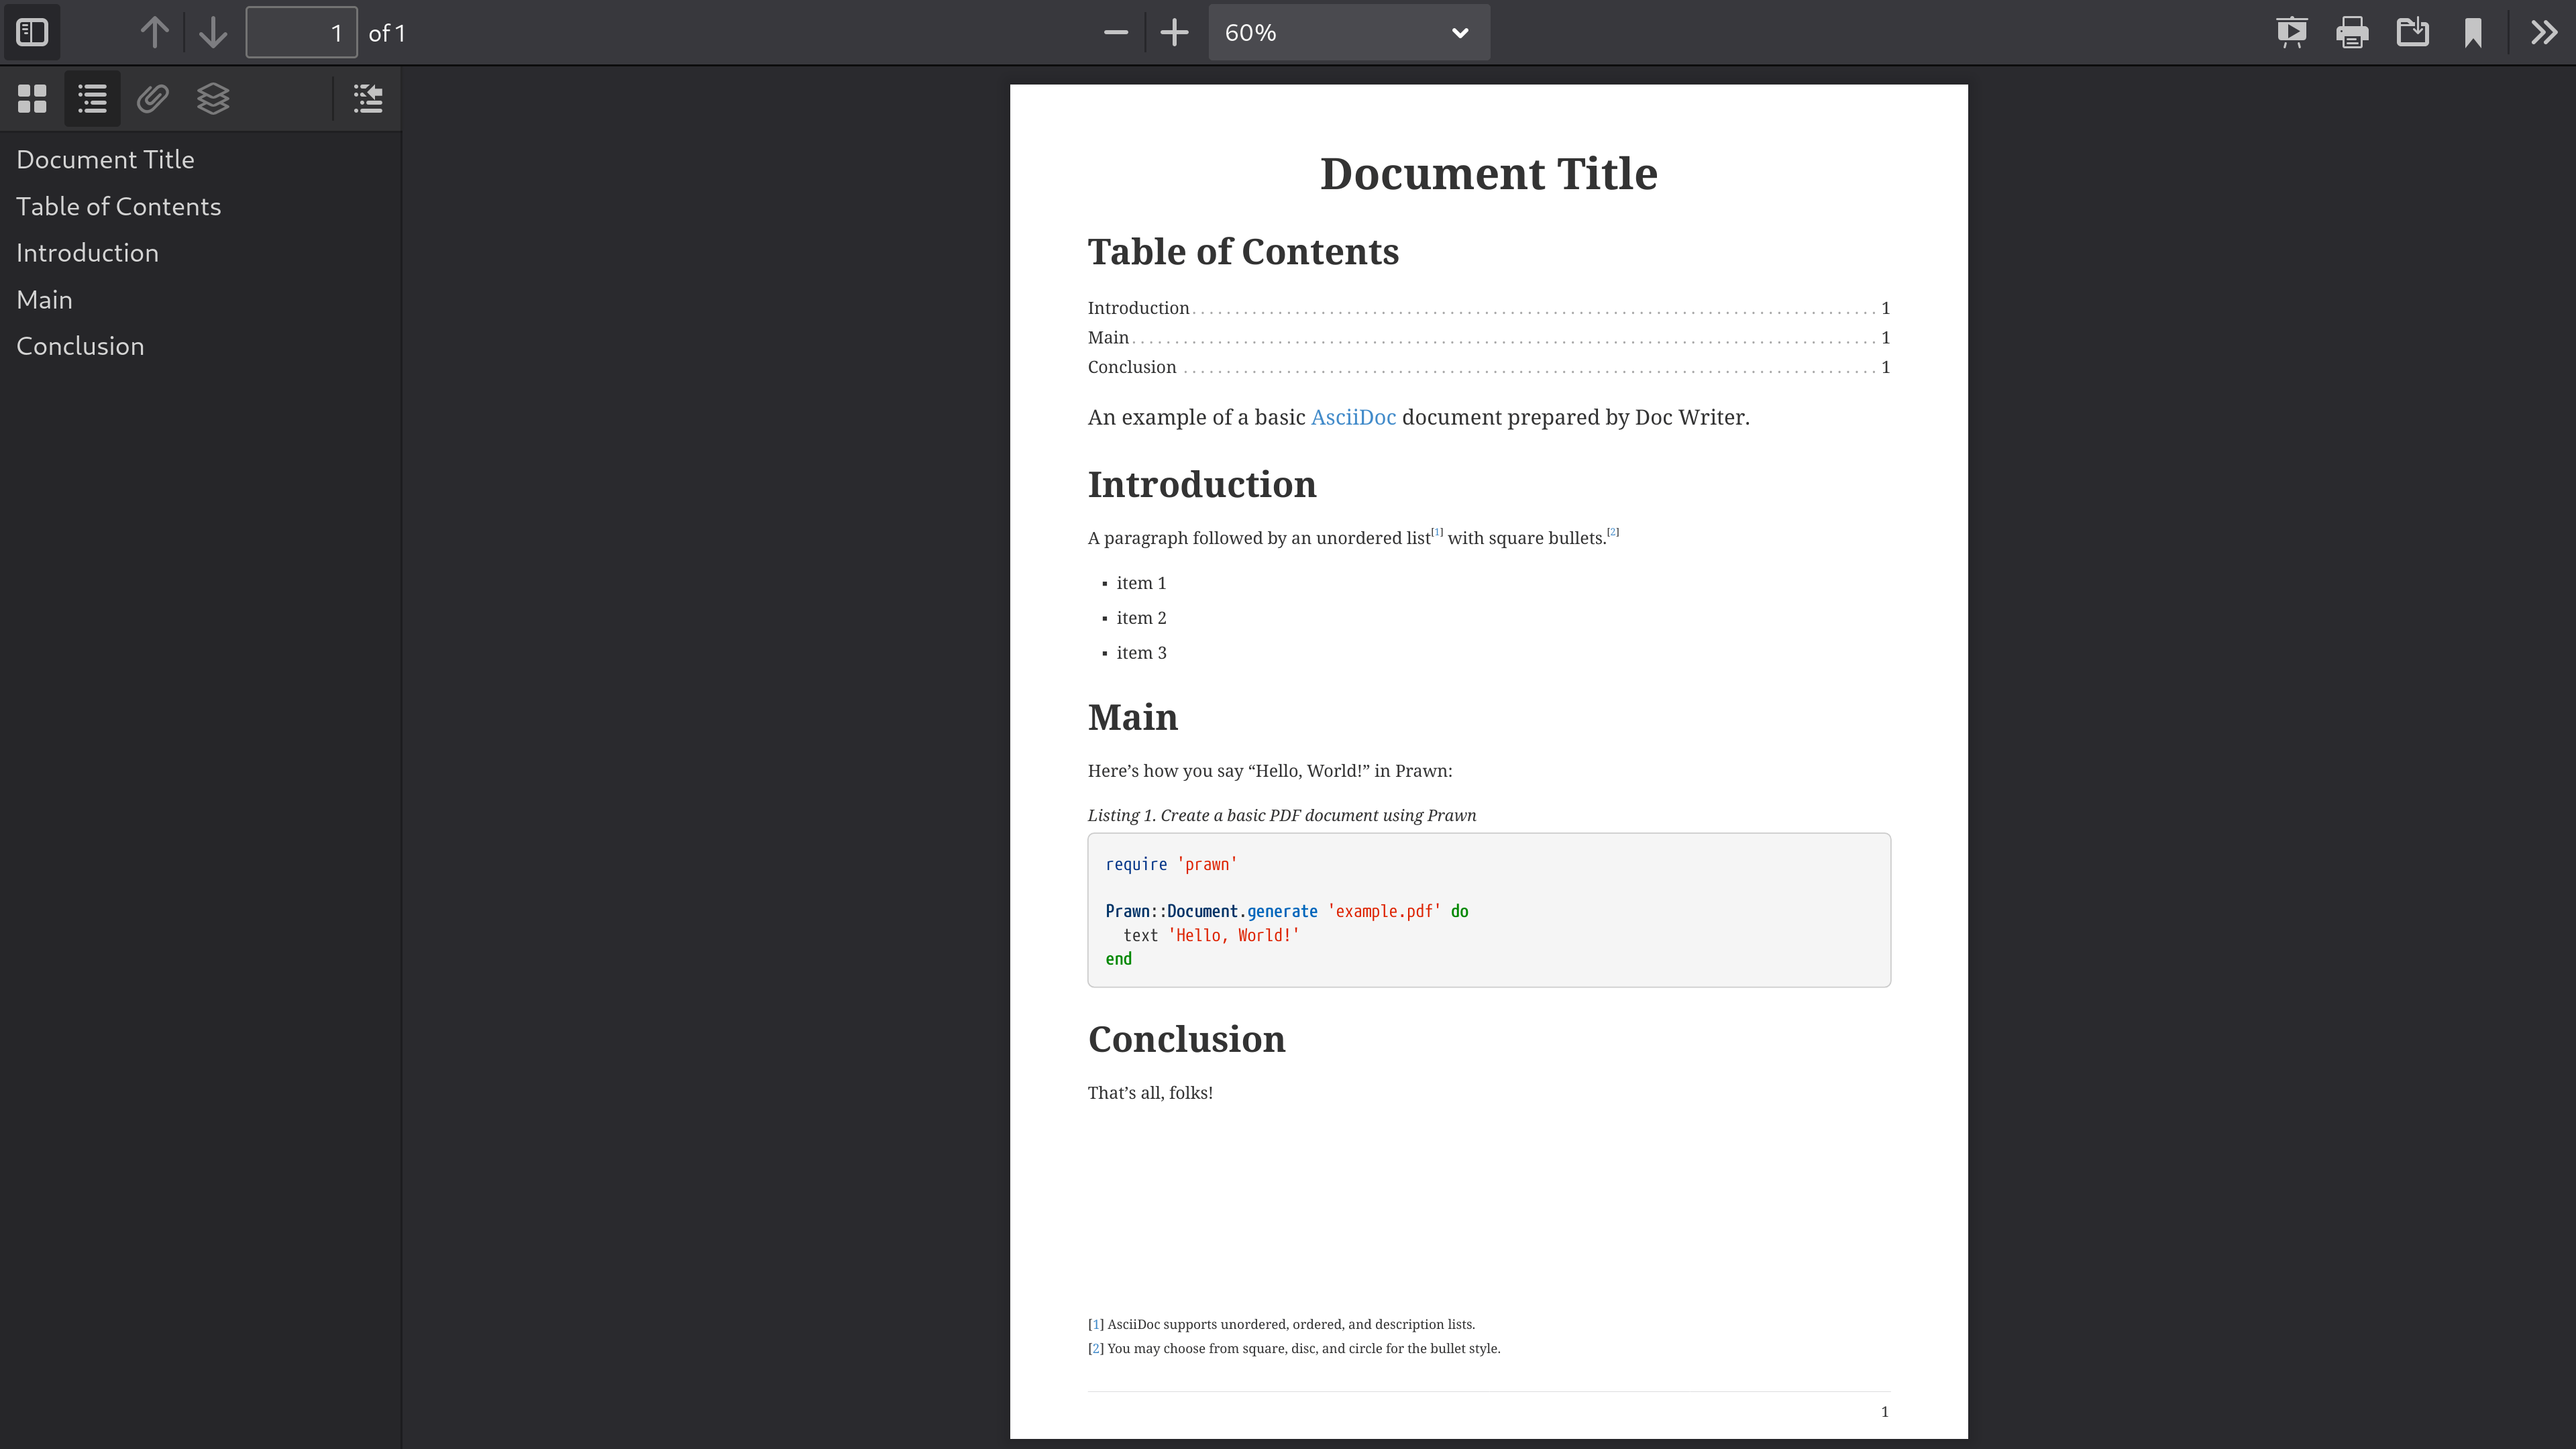 1 of 1 60%
Document Title
Table of Contents
Introduction
Main
Conclusion
Document Title
Table of Contents
Introduction . . . . . . . . . . . . . . . . . . . . 1
Main . . . . . . . . . . . . . . . . . . . . 1
Conclusion . . . . . . . . . . . . . . . . . . . . 1
An example of a basic AsciiDoc document prepared by Doc Writer.
Introduction
A paragraph followed by an unordered list[1] with square bullets.[2]
▪ item 1
▪ item 2
▪ item 3
Main
Here’s how you say “Hello, World!” in Prawn:
Listing 1. Create a basic PDF document using Prawn
require 'prawn'
Prawn::Document.generate 'example.pdf' do
  text 'Hello, World!'
end
Conclusion
That’s all, folks!
[1] AsciiDoc supports unordered, ordered, and description lists.
[2] You may choose from square, disc, and circle for the bullet style.
1